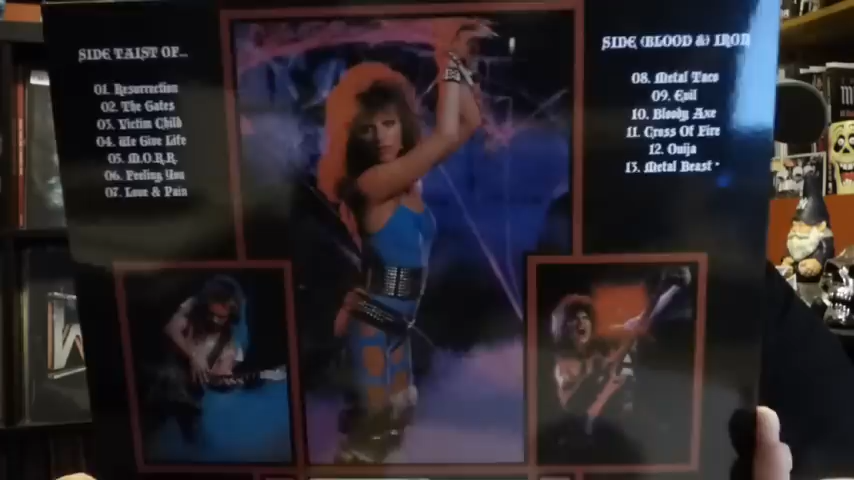 SIDE TAIST OF...
01. Resurrection
02. The Gates
03. Victim Child
04. We Give Life
05. M.O.R.R.
06. Feeling You
07. Love & Pain
SIDE (BLOOD &) IRON
08. Metal Taco
09. Evil
10. Bloody Axe
11. Cross Of Fire
12. Ouija
13. Metal Beast